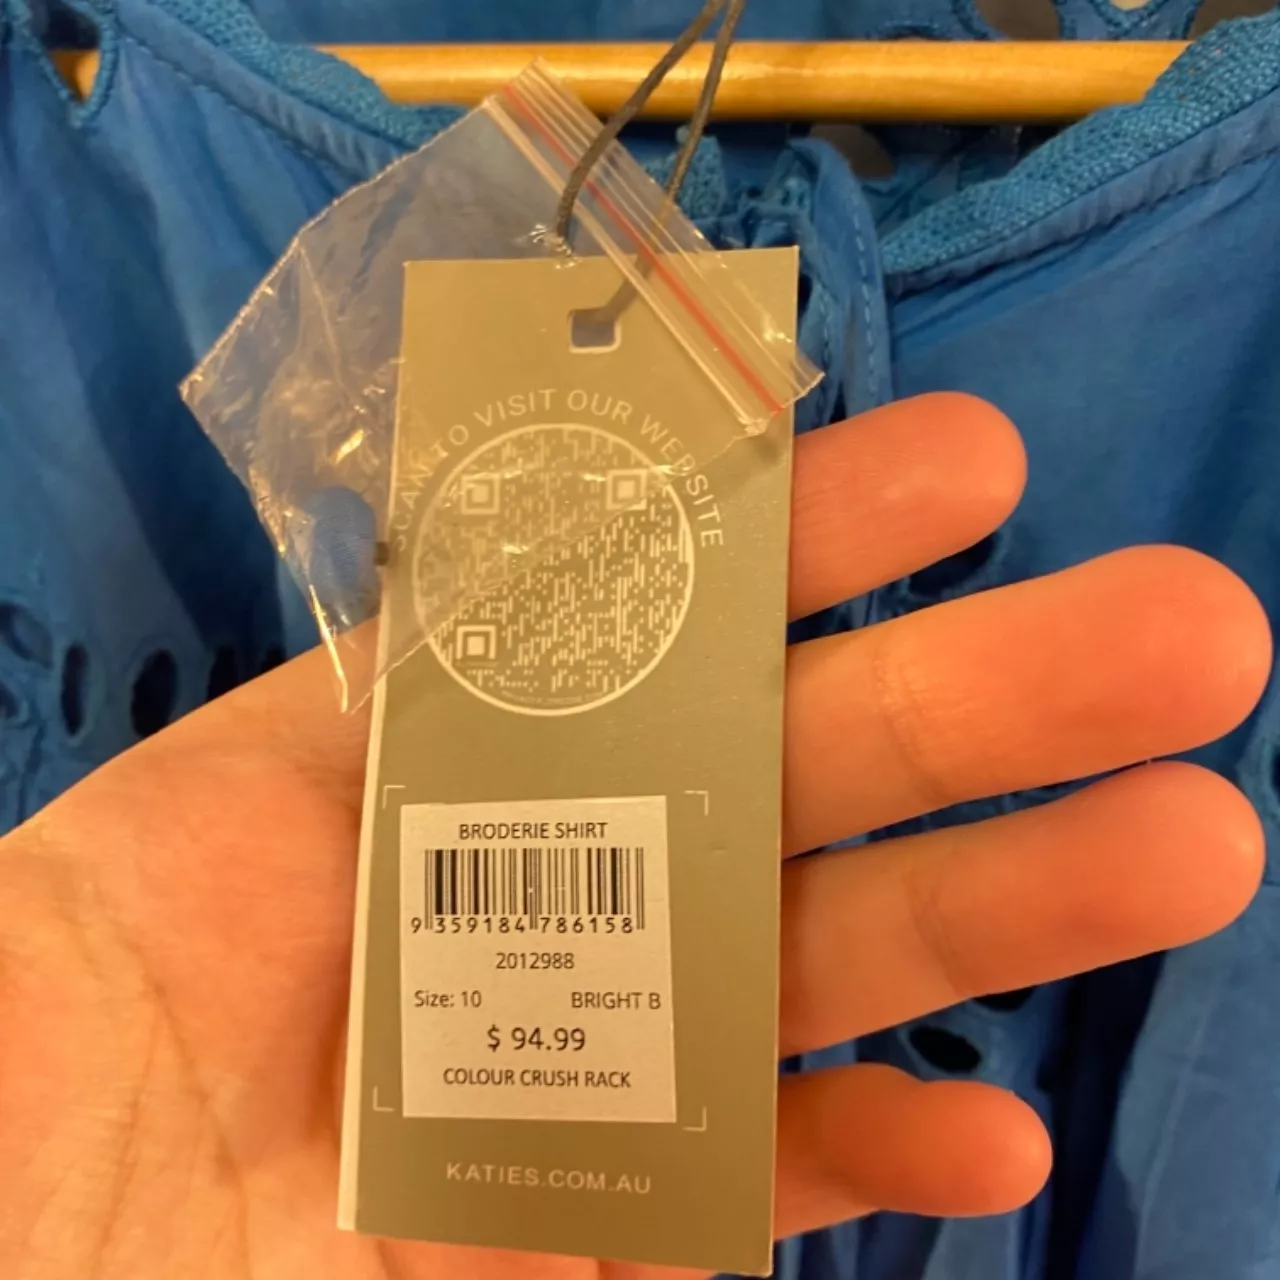 SCAN TO VISIT OUR WEBSITE
BRODERIE SHIRT
9 359184 786158
2012988
Size: 10 BRIGHT B
$ 94.99
COLOUR CRUSH RACK
KATIES.COM.AU